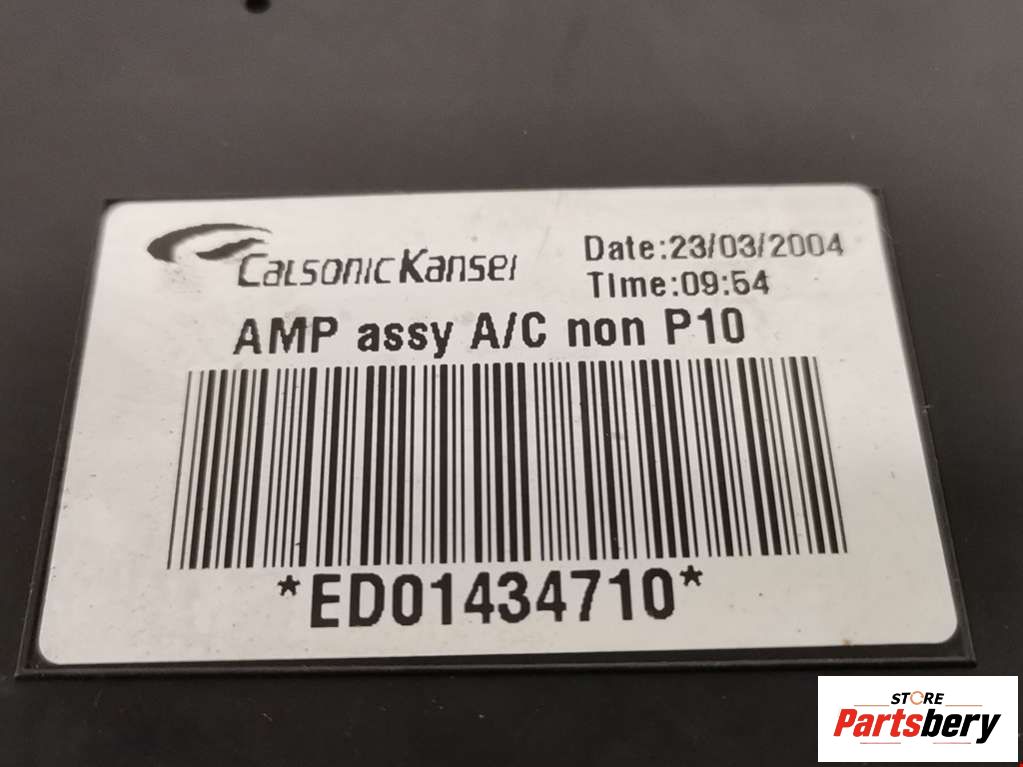 CalsonicKansei
Date:23/03/2004
Time:09:54
AMP assy A/C non P10
*ED01434710*
STORE
Partsbery